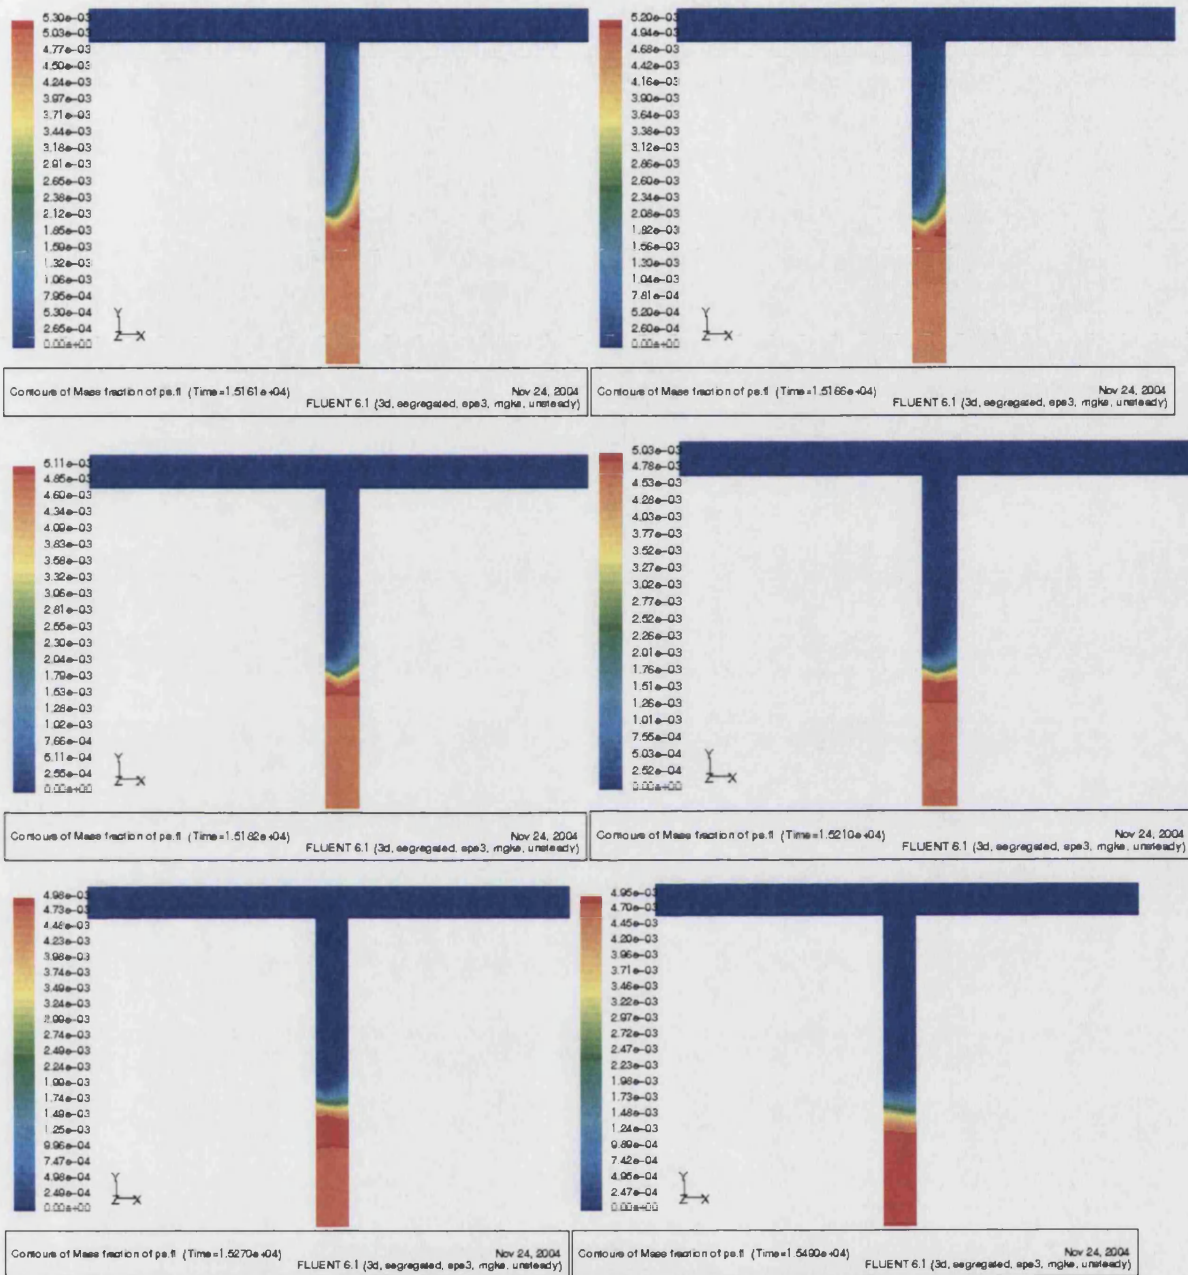 5.30e-03
5.03e-03
4.77e-03
4.50e-03
4.24e-03
3.97e-03
3.71e-03
3.44e-03
3.18e-03
2.91e-03
2.65e-03
2.38e-03
2.12e-03
1.85e-03
1.59e-03
1.32e-03
1.06e-03
7.95e-04
5.30e-04
2.65e-04
0.00e+00
Y
Z X
Contours of Mass fraction of ps.fl (Time=1.5161e+04)
Nov 24, 2004
FLUENT 6.1 (3d, segregated, spe3, rngke, unsteady)
5.20e-03
4.94e-03
4.68e-03
4.42e-03
4.16e-03
3.90e-03
3.64e-03
3.38e-03
3.12e-03
2.86e-03
2.60e-03
2.34e-03
2.08e-03
1.82e-03
1.56e-03
1.30e-03
1.04e-03
7.81e-04
5.20e-04
2.60e-04
0.00e+00
Y
Z X
Contours of Mass fraction of ps.fl (Time=1.5166e+04)
Nov 24, 2004
FLUENT 6.1 (3d, segregated, spe3, rngke, unsteady)
5.11e-03
4.85e-03
4.60e-03
4.34e-03
4.09e-03
3.83e-03
3.58e-03
3.32e-03
3.06e-03
2.81e-03
2.55e-03
2.30e-03
2.04e-03
1.79e-03
1.53e-03
1.28e-03
1.02e-03
7.66e-04
5.11e-04
2.55e-04
0.00e+00
Y
Z X
Contours of Mass fraction of ps.fl (Time=1.5182e+04)
Nov 24, 2004
FLUENT 6.1 (3d, segregated, spe3, rngke, unsteady)
5.03e-03
4.78e-03
4.53e-03
4.28e-03
4.03e-03
3.77e-03
3.52e-03
3.27e-03
3.02e-03
2.77e-03
2.52e-03
2.26e-03
2.01e-03
1.76e-03
1.51e-03
1.26e-03
1.01e-03
7.55e-04
5.03e-04
2.52e-04
0.00e+00
Y
Z X
Contours of Mass fraction of ps.fl (Time=1.5210e+04)
Nov 24, 2004
FLUENT 6.1 (3d, segregated, spe3, rngke, unsteady)
4.98e-03
4.73e-03
4.48e-03
4.23e-03
3.98e-03
3.74e-03
3.49e-03
3.24e-03
2.99e-03
2.74e-03
2.49e-03
2.24e-03
1.99e-03
1.74e-03
1.49e-03
1.25e-03
9.96e-04
7.47e-04
4.98e-04
2.49e-04
0.00e+00
Y
Z X
Contours of Mass fraction of ps.fl (Time=1.5270e+04)
Nov 24, 2004
FLUENT 6.1 (3d, segregated, spe3, rngke, unsteady)
4.95e-03
4.70e-03
4.45e-03
4.20e-03
3.96e-03
3.71e-03
3.46e-03
3.22e-03
2.97e-03
2.72e-03
2.47e-03
2.23e-03
1.98e-03
1.73e-03
1.48e-03
1.24e-03
9.89e-04
7.42e-04
4.95e-04
2.47e-04
0.00e+00
Y
Z X
Contours of Mass fraction of ps.fl (Time=1.5490e+04)
Nov 24, 2004
FLUENT 6.1 (3d, segregated, spe3, rngke, unsteady)